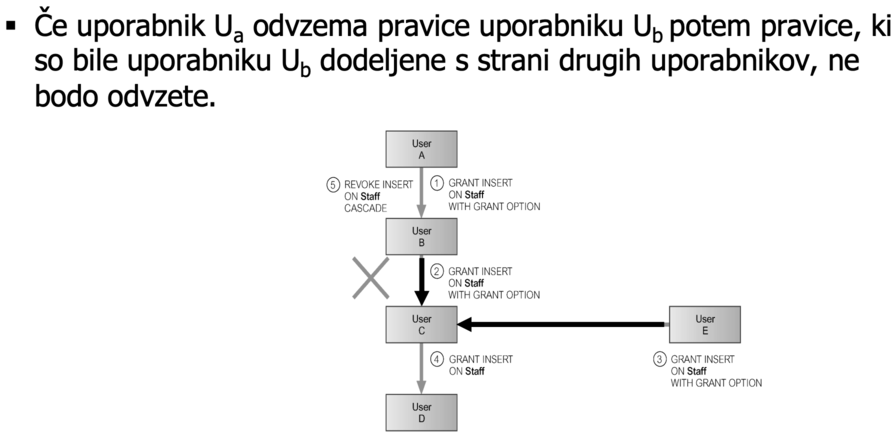 ▪ Če uporabnik Ua odvzema pravice uporabniku Ub potem pravice, ki
so bile uporabniku Ub dodeljene s strani drugih uporabnikov, ne
bodo odvzete.
User
A
5 REVOKE INSERT
ON Staff
CASCADE
1 GRANT INSERT
ON Staff
WITH GRANT OPTION
User
B
2 GRANT INSERT
ON Staff
WITH GRANT OPTION
User
C
User
E
4 GRANT INSERT
ON Staff
3 GRANT INSERT
ON Staff
WITH GRANT OPTION
User
D